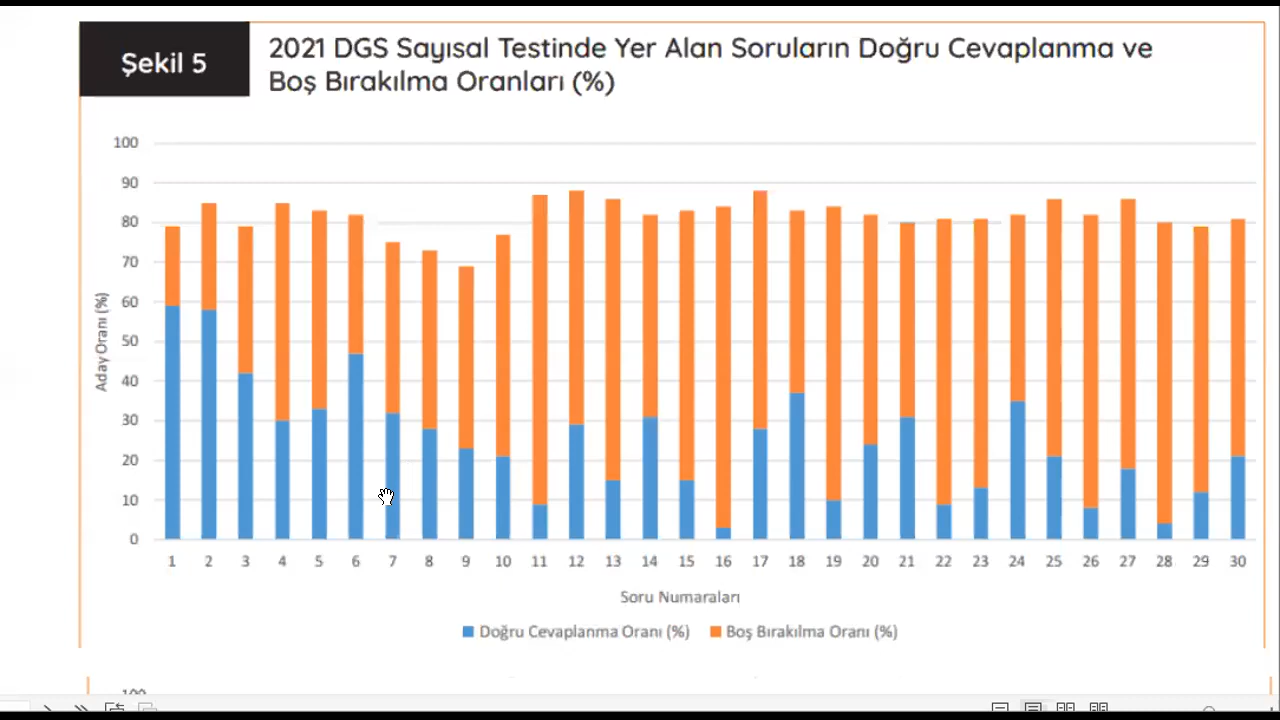 Şekil 5
2021 DGS Sayısal Testinde Yer Alan Soruların Doğru Cevaplanma ve
Boş Bırakılma Oranları (%)
100
90
80
70
60
50
40
30
20
10
0
Aday Oranı (%)
1 2 3 4 5 6 7 8 9 10 11 12 13 14 15 16 17 18 19 20 21 22 23 24 25 26 27 28 29 30
Soru Numaraları
Doğru Cevaplanma Oranı (%) Boş Bırakılma Oranı (%)
100